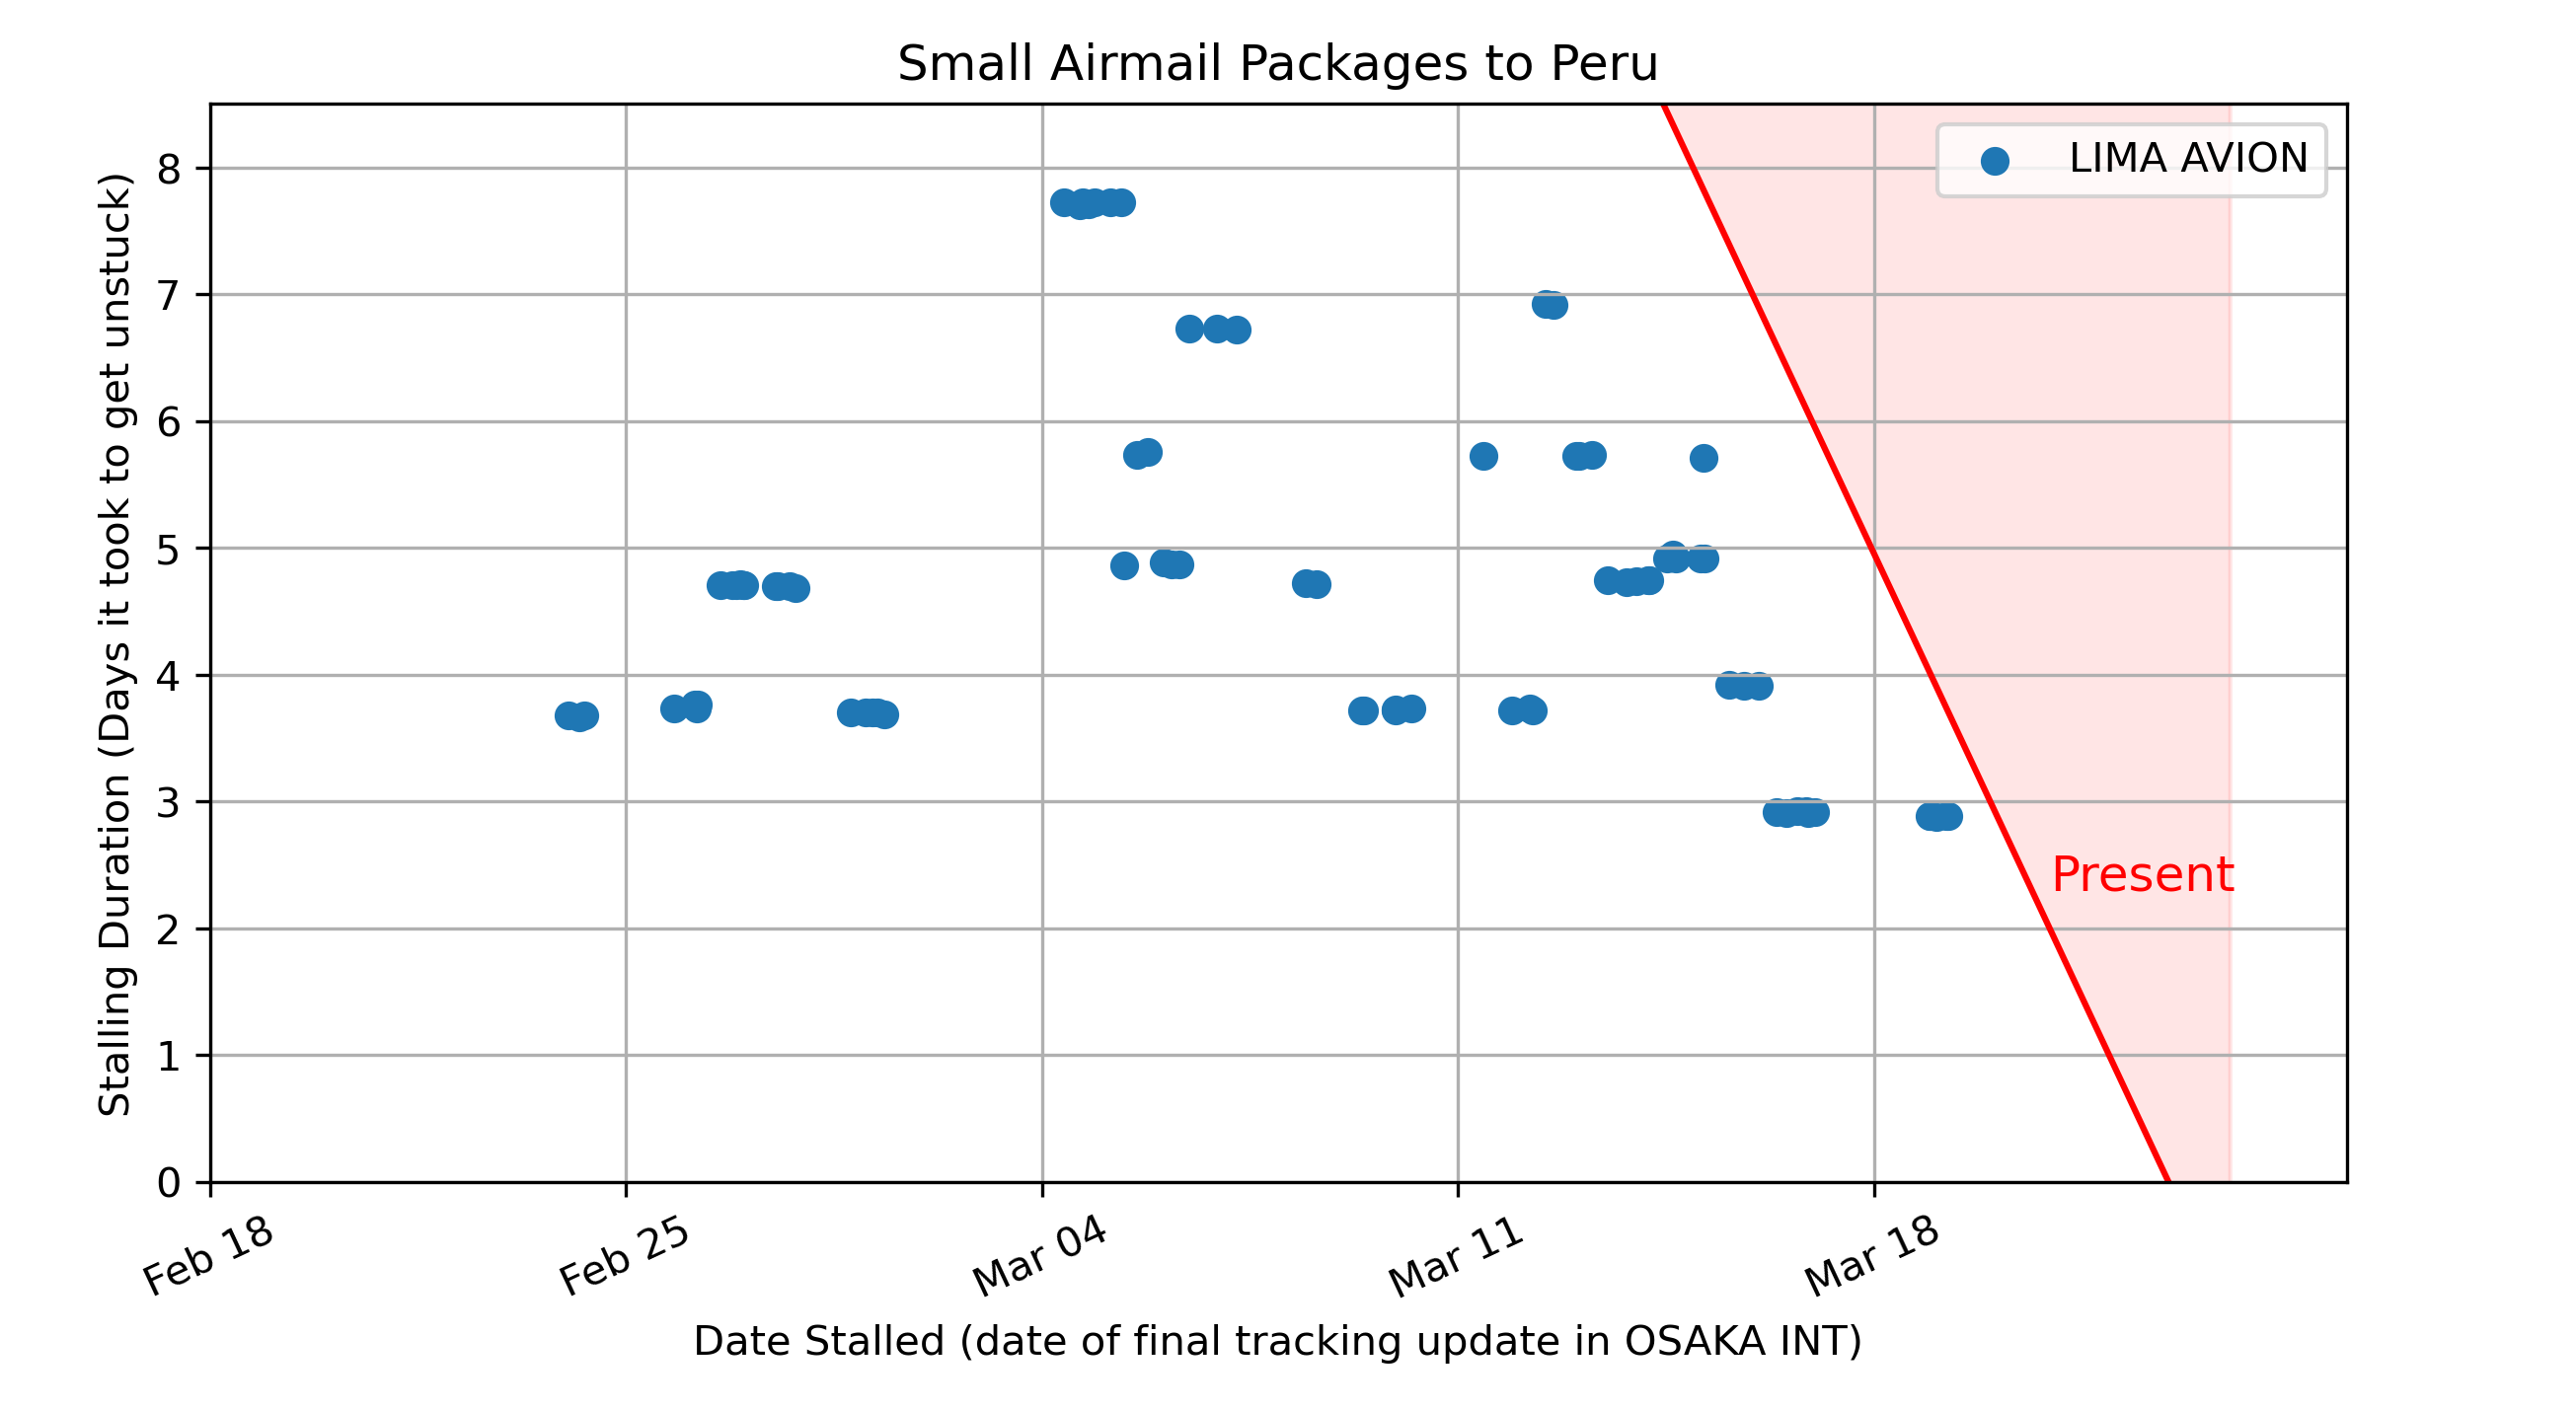 Small Airmail Packages to Peru
LIMA AVION
Stalling Duration (Days it took to get unstuck)
8
7
6
5
4
3
2
1
0
Present
Feb 18
Feb 25
Mar 04
Mar 11
Mar 18
Date Stalled (date of final tracking update in OSAKA INT)